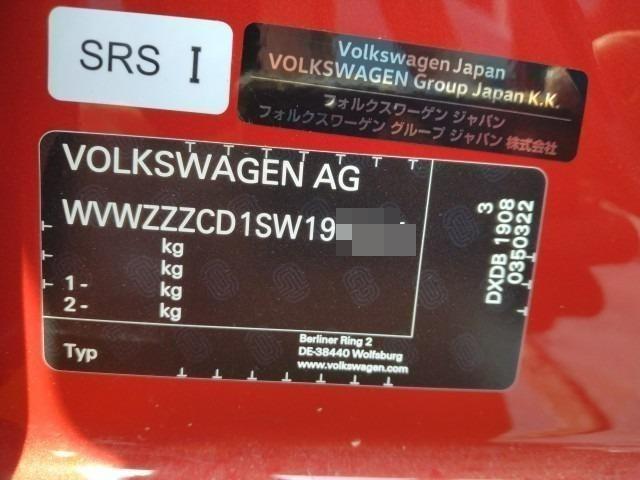 SRS I
Volkswagen Japan
VOLKSWAGEN Group Japan K.K.
フォルクスワーゲン ジャパン
フォルクスワーゲン グループ ジャパン 株式会社
VOLKSWAGEN AG
WVWZZZCD1SW19
kg
kg
1 - kg
2 - kg
Typ
Berliner Ring 2
DE-38440 Wolfsburg
www.volkswagen.com
3
DXDB 1908
0350322